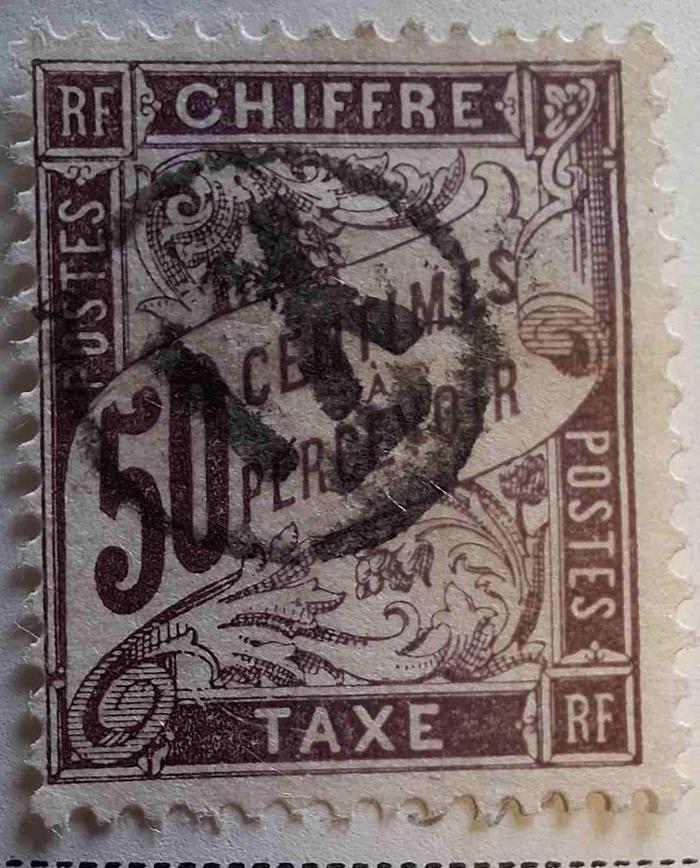 RF CHIFFRE
POSTES
CENTIMES
À
50 PERCEVOIR
POSTES
TAXE RF